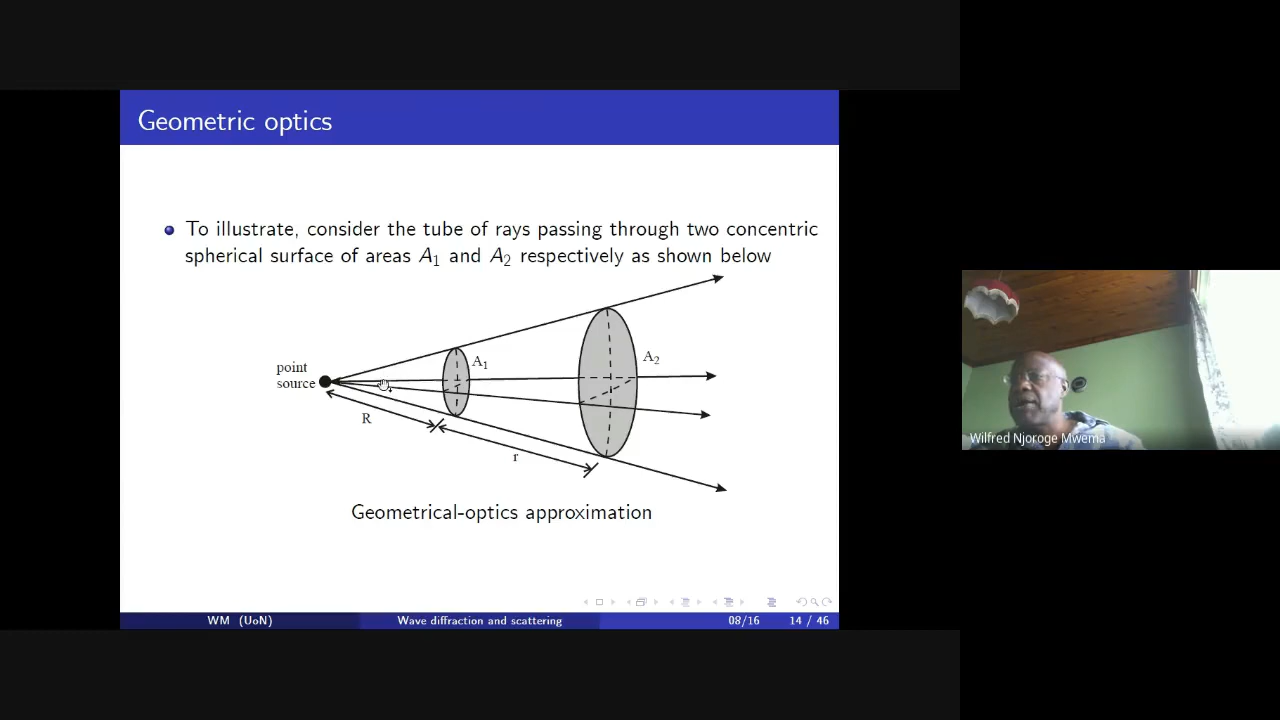 Geometric optics
To illustrate, consider the tube of rays passing through two concentric
spherical surface of areas A₁ and A₂ respectively as shown below
point
source
A₁
A₂
R
r
Geometrical-optics approximation
WM (UoN)
Wave diffraction and scattering
08/16
14 / 46
Wilfred Njoroge Mwema